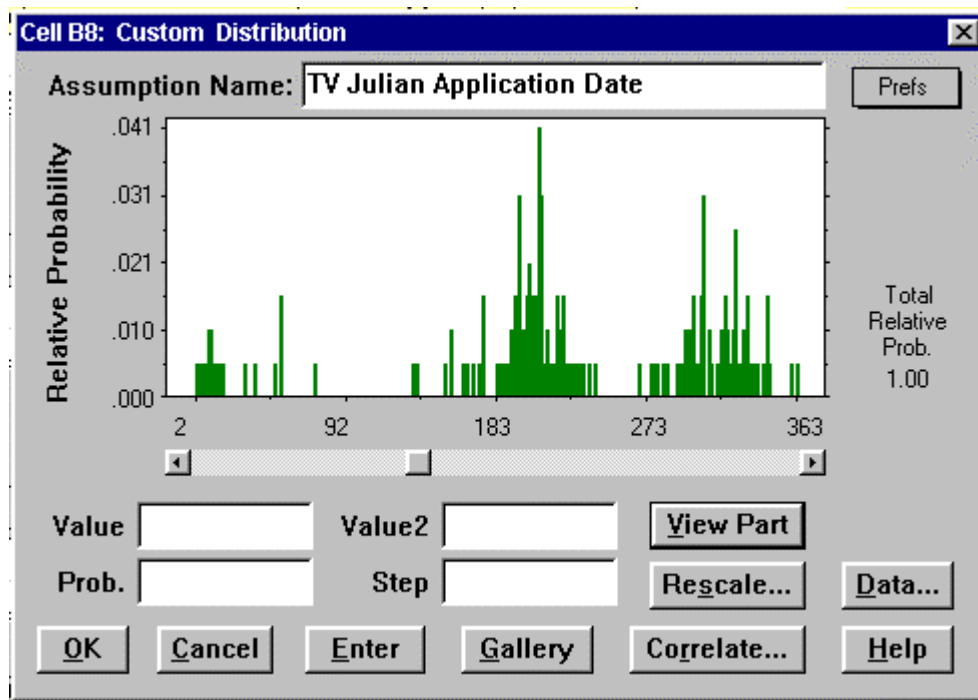 Cell B8: Custom Distribution
Assumption Name: TV Julian Application Date
Prefs
Relative Probability
.041
.031
.021
.010
.000
2 92 183 273 363
Total
Relative
Prob.
1.00
Value Value2 View Part
Prob. Step Rescale... Data...
OK Cancel Enter Gallery Correlate... Help